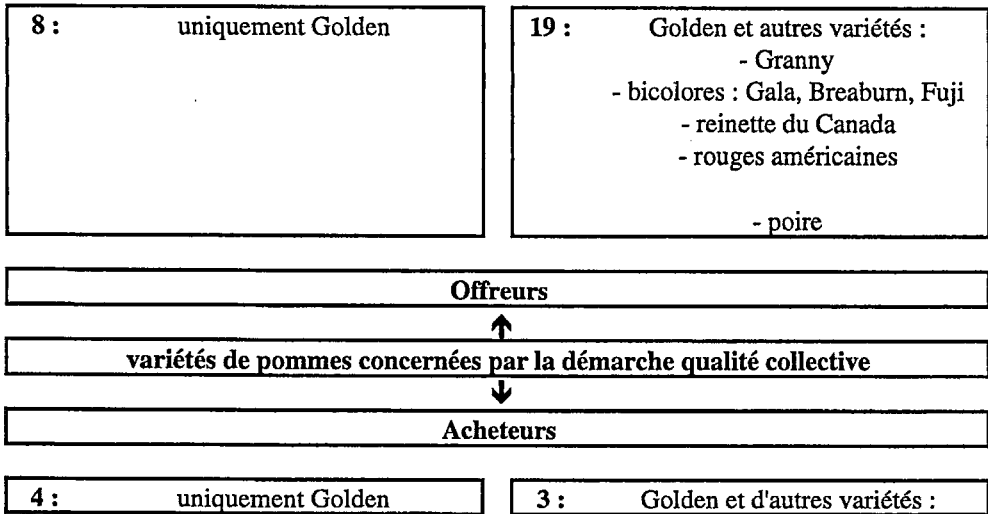 8 : uniquement Golden
19 : Golden et autres variétés :
- Granny
- bicolores : Gala, Breaburn, Fuji
- reinette du Canada
- rouges américaines
- poire
Offreurs
variétés de pommes concernées par la démarche qualité collective
Acheteurs
4 : uniquement Golden
3 : Golden et d'autres variétés :